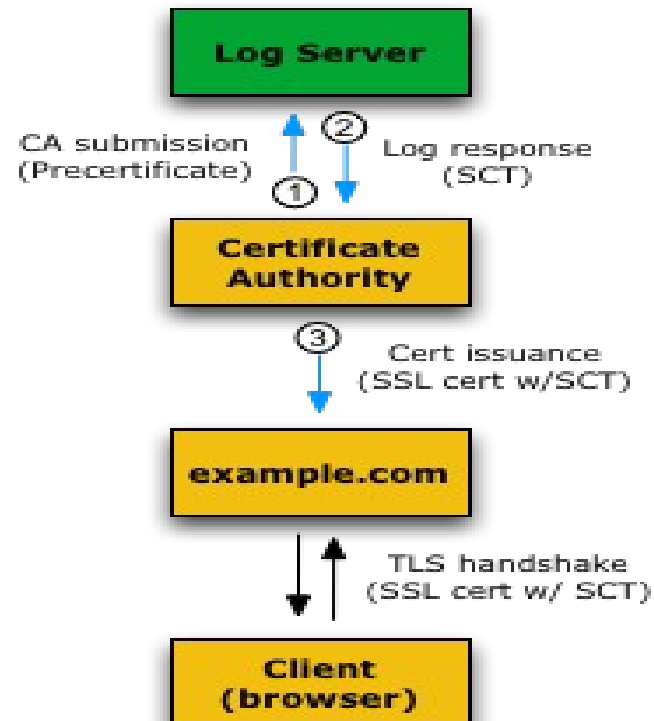 Log Server
CA submission
(Precertificate)
1
2
Log response
(SCT)
Certificate
Authority
3
Cert issuance
(SSL cert w/SCT)
example.com
TLS handshake
(SSL cert w/ SCT)
Client
(browser)